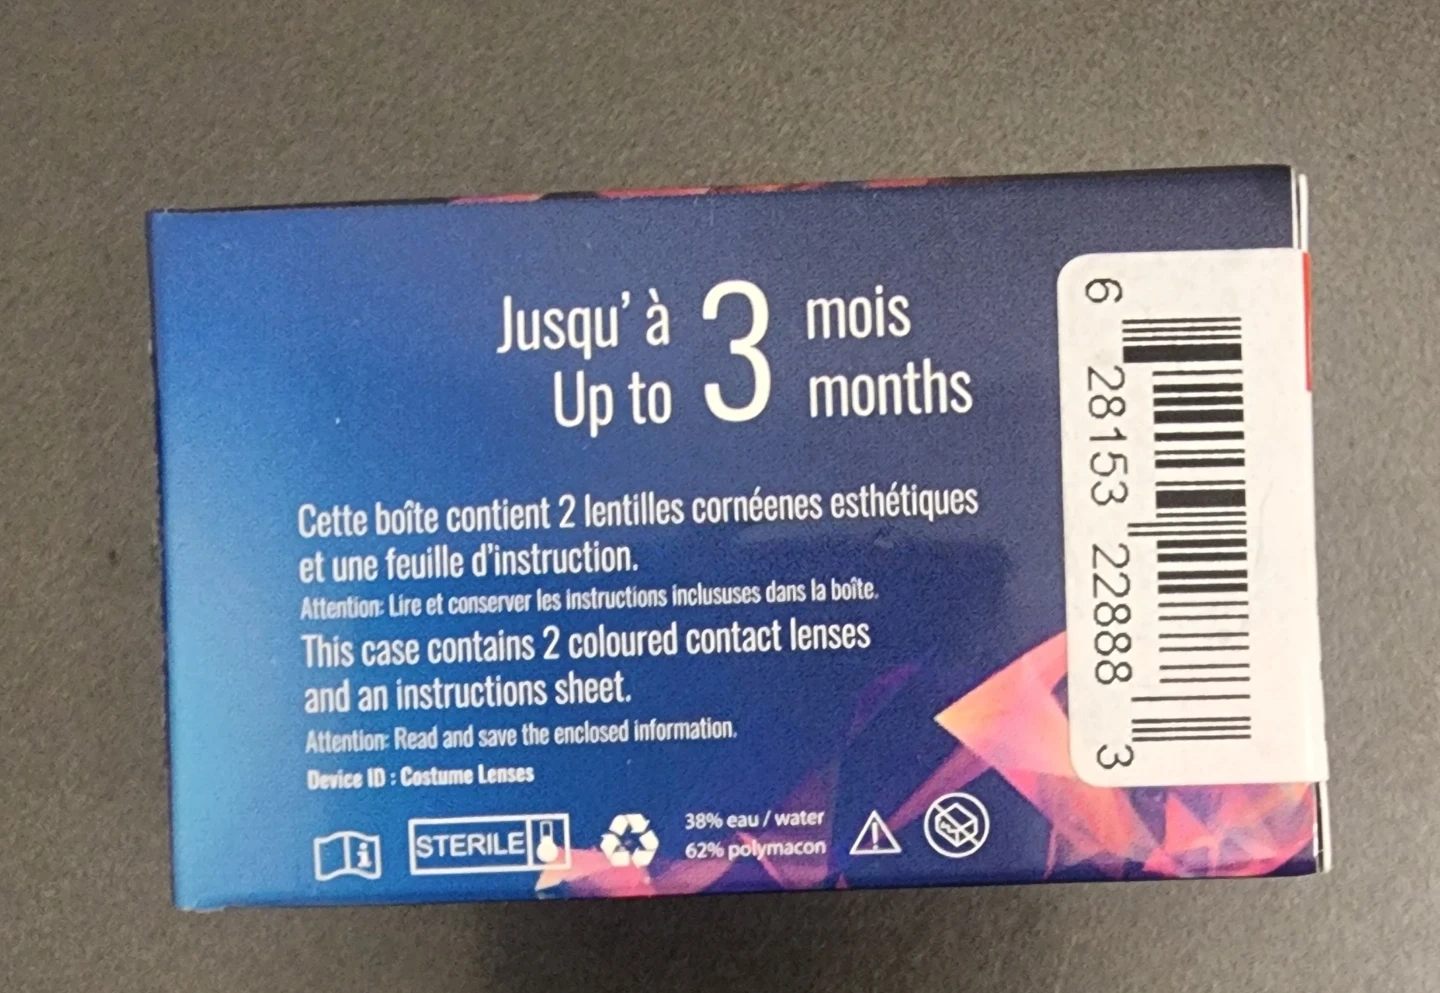 Jusqu' à 3 mois
Up to months
Cette boîte contient 2 lentilles cornéenes esthétiques
et une feuille d'instruction.
Attention: Lire et conserver les instructions inclususes dans la boîte.
This case contains 2 coloured contact lenses
and an instructions sheet.
Attention: Read and save the enclosed information.
Device ID : Costume Lenses
STERILE
38% eau / water
62% polymacon
6 28153 22888 3